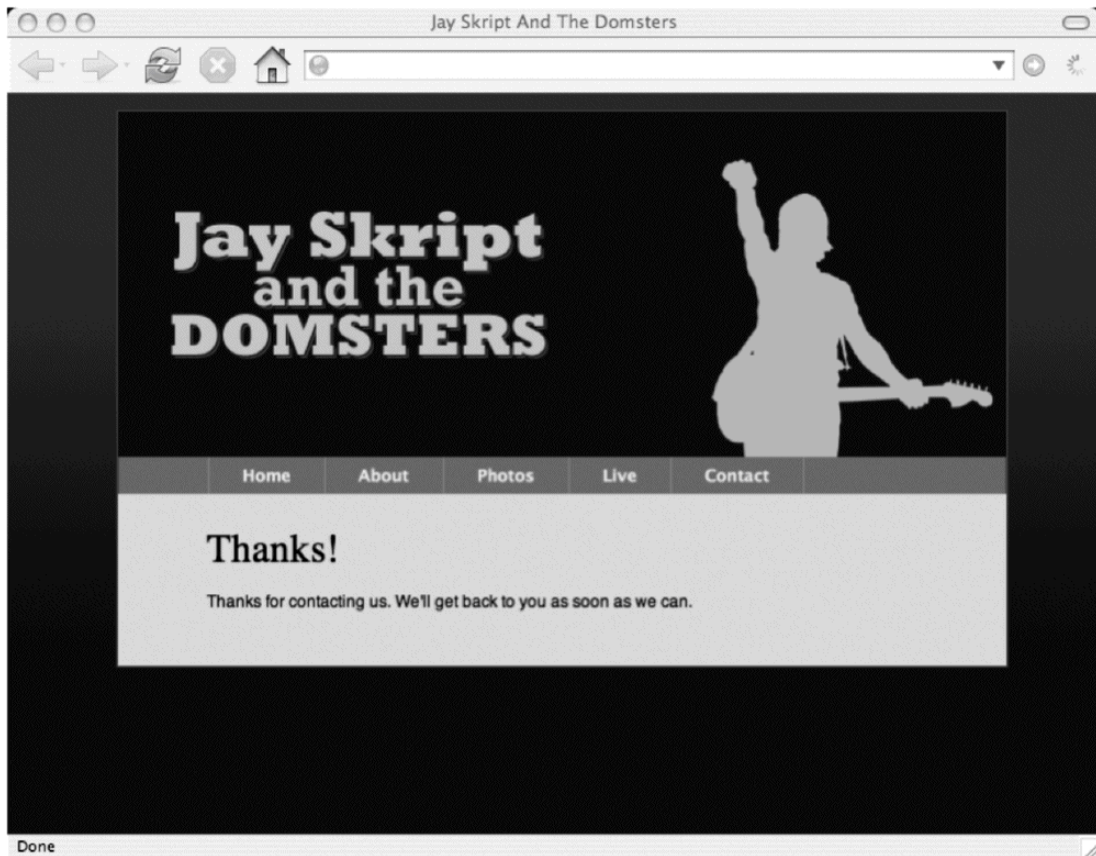 Jay Skript And The Domsters
Jay Skript
and the
DOMSTERS
Home About Photos Live Contact
Thanks!
Thanks for contacting us. We'll get back to you as soon as we can.
Done